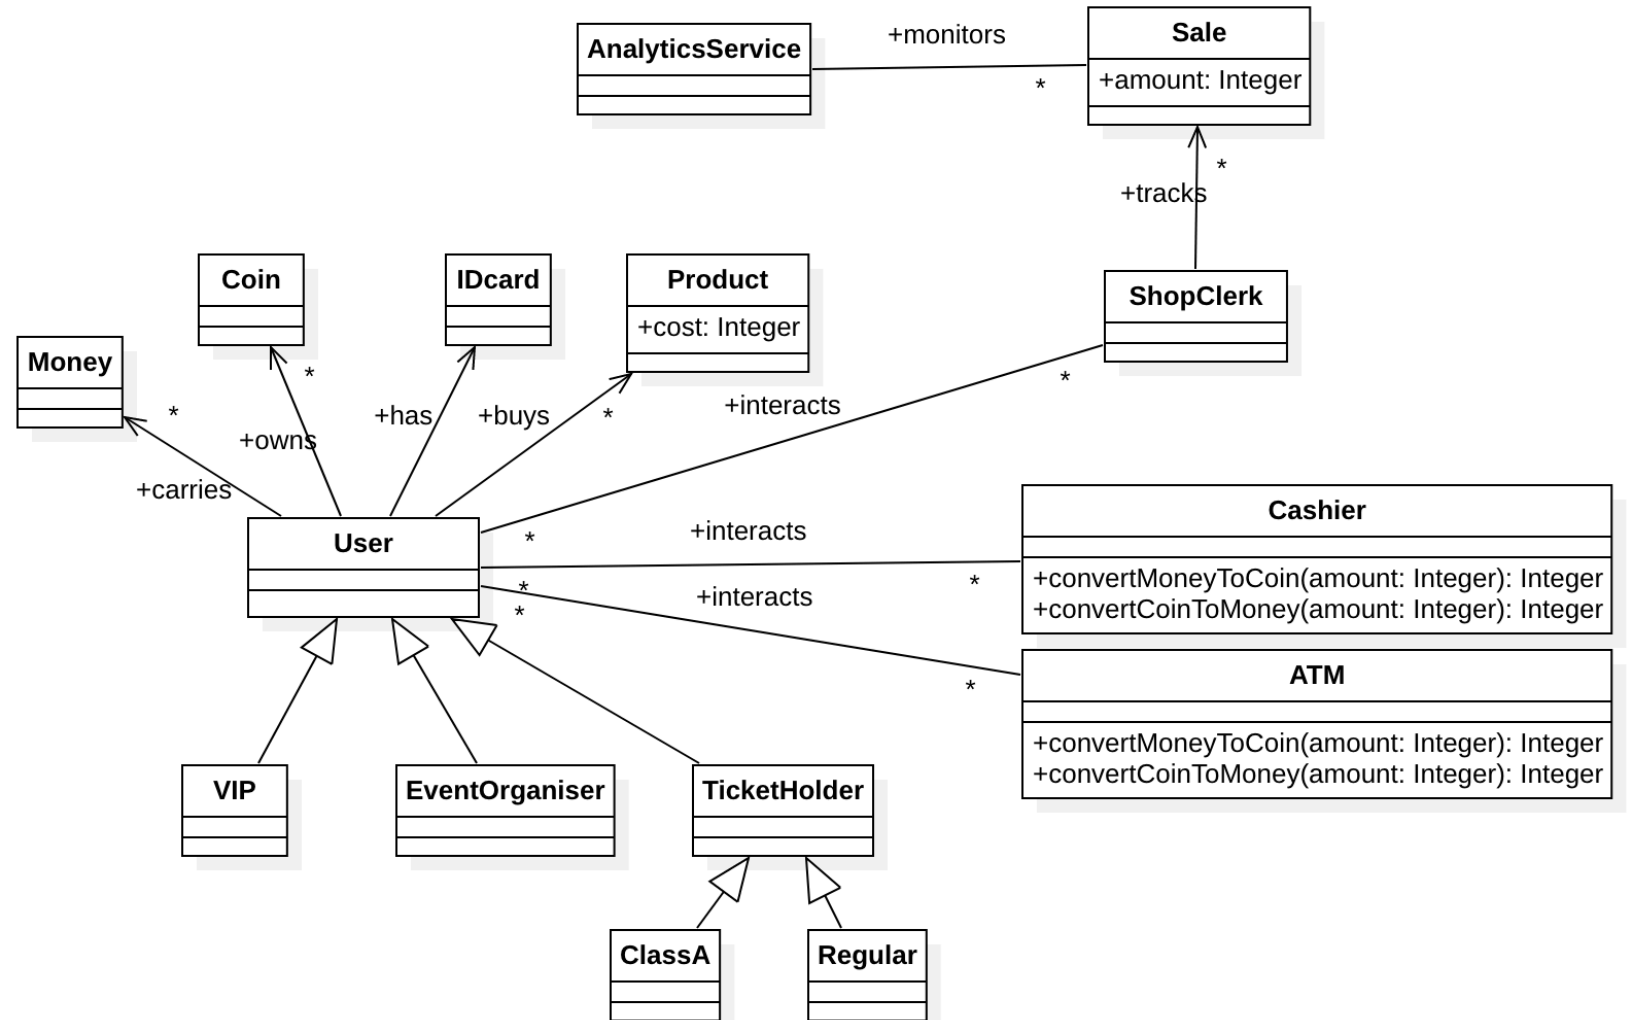 AnalyticsService
+monitors
*
Sale
+amount: Integer
*
+tracks
Coin
IDcard
Product
+cost: Integer
ShopClerk
Money
*
*
+owns
+carries
+has
+buys
*
+interacts
*
User
*
+interacts
*
*
*
+interacts
*
Cashier
+convertMoneyToCoin(amount: Integer): Integer
+convertCoinToMoney(amount: Integer): Integer
ATM
+convertMoneyToCoin(amount: Integer): Integer
+convertCoinToMoney(amount: Integer): Integer
VIP
EventOrganiser
TicketHolder
ClassA
Regular